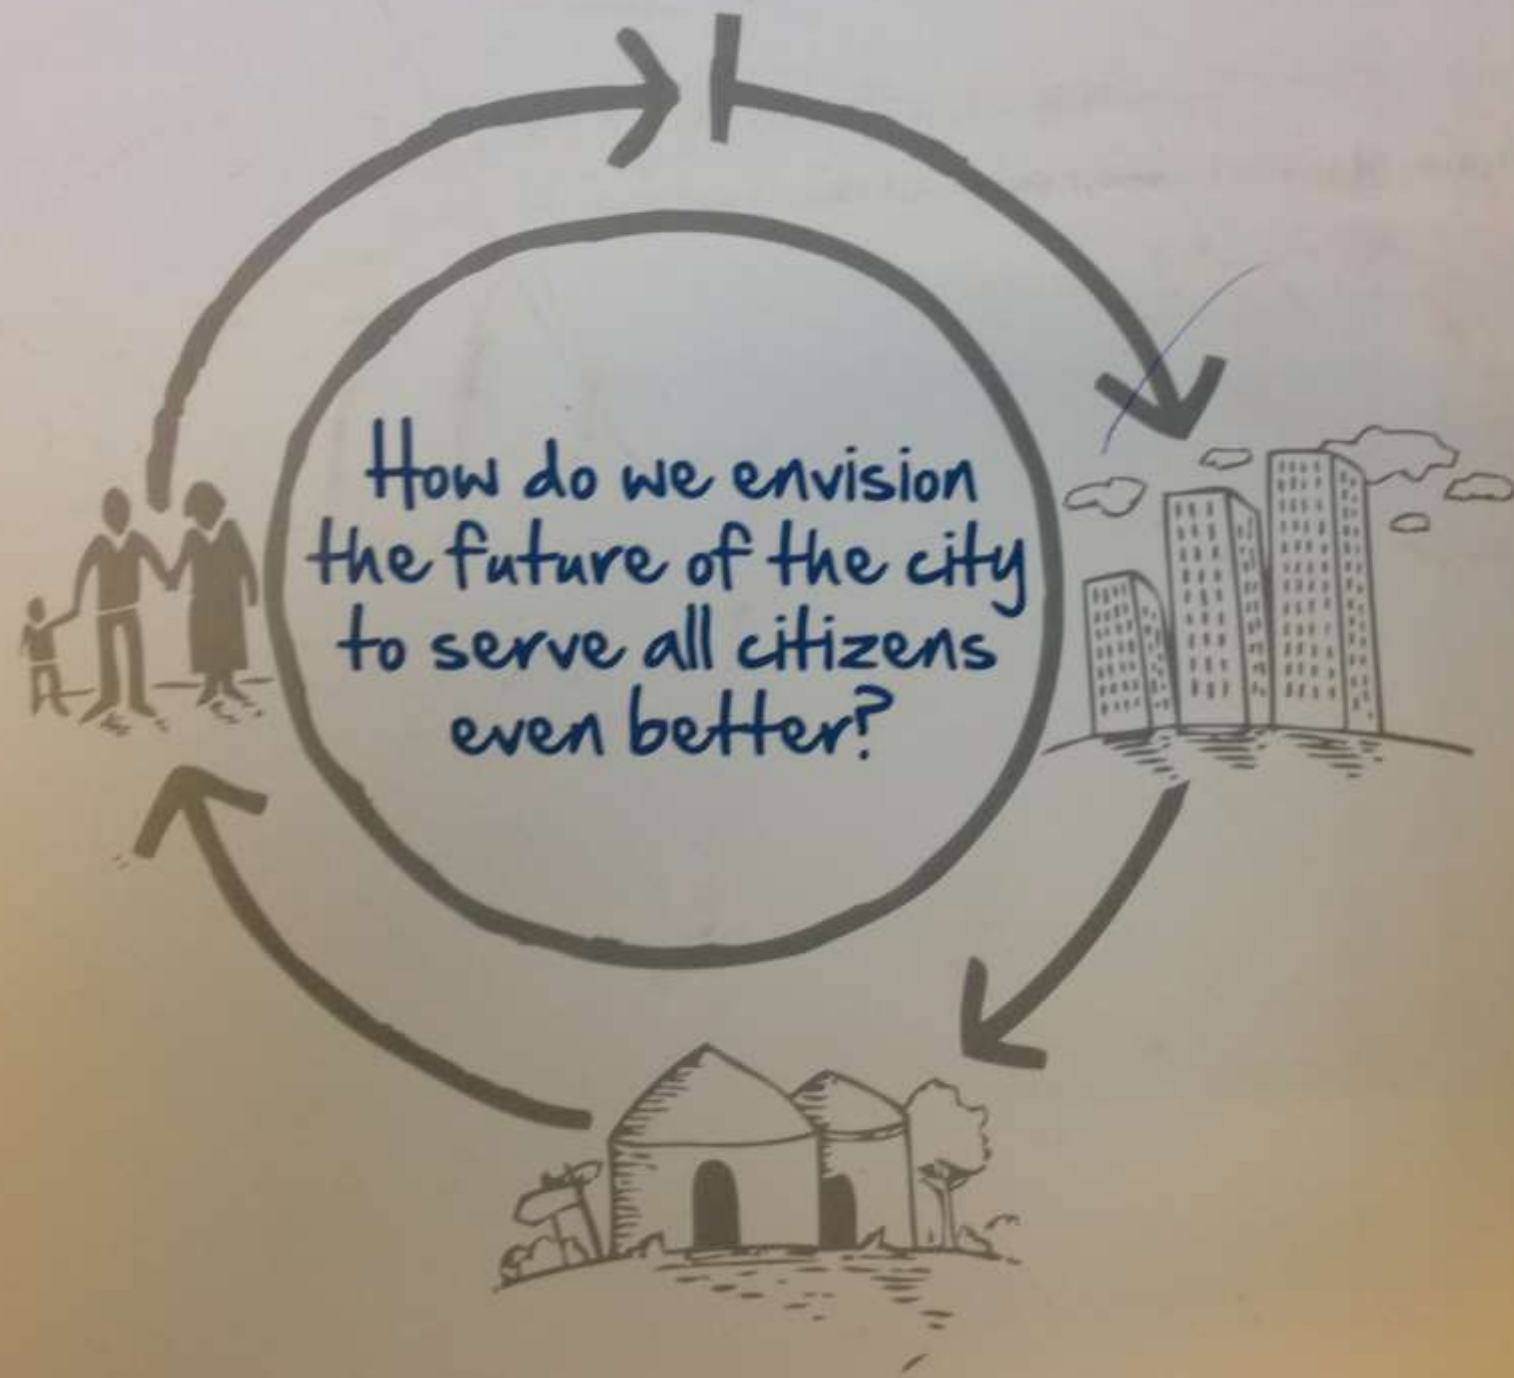 How do we envision
the future of the city
to serve all citizens
even better?